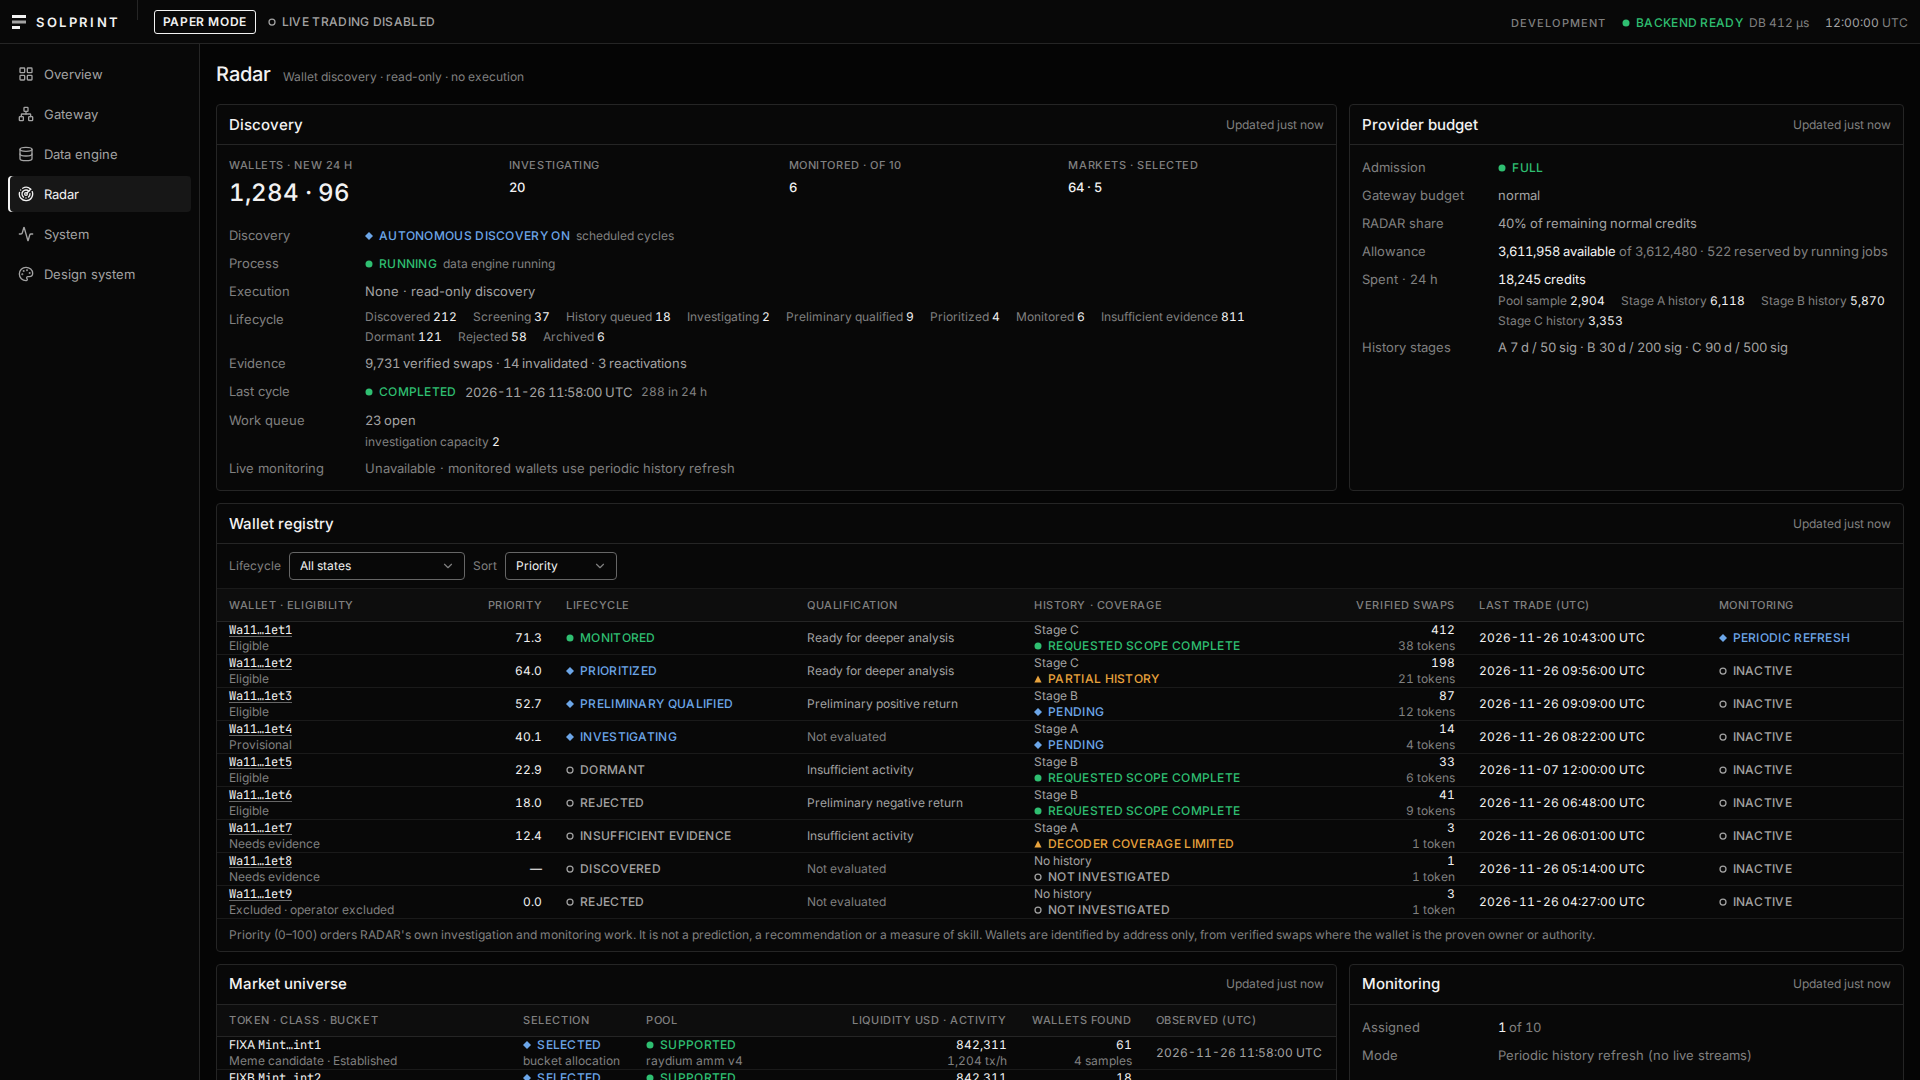 SOLPRINT PAPER MODE LIVE TRADING DISABLED DEVELOPMENT BACKEND READY DB 412 µs 12:00:00 UTC
Overview
Gateway
Data engine
Radar
System
Design system
Radar Wallet discovery · read-only · no execution
Discovery Updated just now
WALLETS · NEW 24 H INVESTIGATING MONITORED · OF 10 MARKETS · SELECTED
1,284 · 96 20 6 64 · 5
Discovery AUTONOMOUS DISCOVERY ON scheduled cycles
Process RUNNING data engine running
Execution None · read-only discovery
Lifecycle Discovered 212 Screening 37 History queued 18 Investigating 2 Preliminary qualified 9 Prioritized 4 Monitored 6 Insufficient evidence 811
Dormant 121 Rejected 58 Archived 6
Evidence 9,731 verified swaps · 14 invalidated · 3 reactivations
Last cycle COMPLETED 2026-11-26 11:58:00 UTC 288 in 24 h
Work queue 23 open
investigation capacity 2
Live monitoring Unavailable · monitored wallets use periodic history refresh
Provider budget Updated just now
Admission FULL
Gateway budget normal
RADAR share 40% of remaining normal credits
Allowance 3,611,958 available of 3,612,480 · 522 reserved by running jobs
Spent · 24 h 18,245 credits
Pool sample 2,904 Stage A history 6,118 Stage B history 5,870
Stage C history 3,353
History stages A 7 d / 50 sig · B 30 d / 200 sig · C 90 d / 500 sig
Wallet registry Updated just now
Lifecycle All states Sort Priority
WALLET · ELIGIBILITY PRIORITY LIFECYCLE QUALIFICATION HISTORY · COVERAGE VERIFIED SWAPS LAST TRADE (UTC) MONITORING
Wa11…1et1 71.3 MONITORED Ready for deeper analysis Stage C 412 2026-11-26 10:43:00 UTC PERIODIC REFRESH
Eligible REQUESTED SCOPE COMPLETE 38 tokens
Wa11…1et2 64.0 PRIORITIZED Ready for deeper analysis Stage C 198 2026-11-26 09:56:00 UTC INACTIVE
Eligible PARTIAL HISTORY 21 tokens
Wa11…1et3 52.7 PRELIMINARY QUALIFIED Preliminary positive return Stage B 87 2026-11-26 09:09:00 UTC INACTIVE
Eligible PENDING 12 tokens
Wa11…1et4 40.1 INVESTIGATING Not evaluated Stage A 14 2026-11-26 08:22:00 UTC INACTIVE
Provisional PENDING 4 tokens
Wa11…1et5 22.9 DORMANT Insufficient activity Stage B 33 2026-11-07 12:00:00 UTC INACTIVE
Eligible REQUESTED SCOPE COMPLETE 6 tokens
Wa11…1et6 18.0 REJECTED Preliminary negative return Stage B 41 2026-11-26 06:48:00 UTC INACTIVE
Eligible REQUESTED SCOPE COMPLETE 9 tokens
Wa11…1et7 12.4 INSUFFICIENT EVIDENCE Insufficient activity Stage A 3 2026-11-26 06:01:00 UTC INACTIVE
Needs evidence DECODER COVERAGE LIMITED 1 token
Wa11…1et8 — DISCOVERED Not evaluated No history 1 2026-11-26 05:14:00 UTC INACTIVE
Needs evidence NOT INVESTIGATED 1 token
Wa11…1et9 0.0 REJECTED Not evaluated No history 3 2026-11-26 04:27:00 UTC INACTIVE
Excluded · operator excluded NOT INVESTIGATED 1 token
Priority (0–100) orders RADAR's own investigation and monitoring work. It is not a prediction, a recommendation or a measure of skill. Wallets are identified by address only, from verified swaps where the wallet is the proven owner or authority.
Market universe Updated just now
TOKEN · CLASS · BUCKET SELECTION POOL LIQUIDITY USD · ACTIVITY WALLETS FOUND OBSERVED (UTC)
FIXA Mint…int1 SELECTED SUPPORTED 842,311 61 2026-11-26 11:58:00 UTC
Meme candidate · Established bucket allocation raydium amm v4 1,204 tx/h 4 samples
FIXB Mint…int2 SELECTED SUPPORTED 842,311 18
Monitoring Updated just now
Assigned 1 of 10
Mode Periodic history refresh (no live streams)